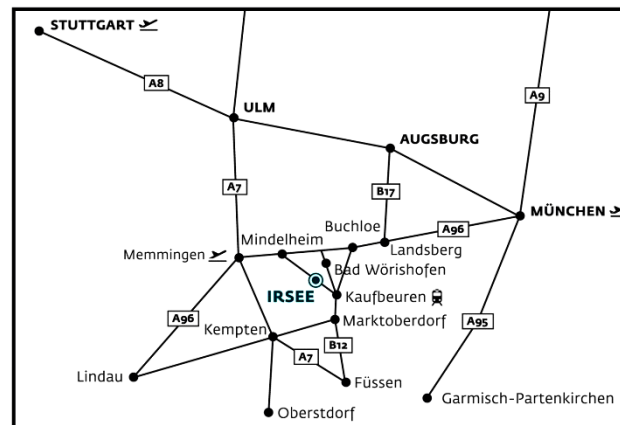 STUTTGART
A8
A9
ULM
AUGSBURG
A7
B17
Buchloe
MÜNCHEN
A96
Mindelheim
Landsberg
Memmingen
Bad Wörishofen
IRSEE
Kaufbeuren
A96
Kempten
Marktoberdorf
A95
B12
A7
Lindau
Füssen
Garmisch-Partenkirchen
Oberstdorf